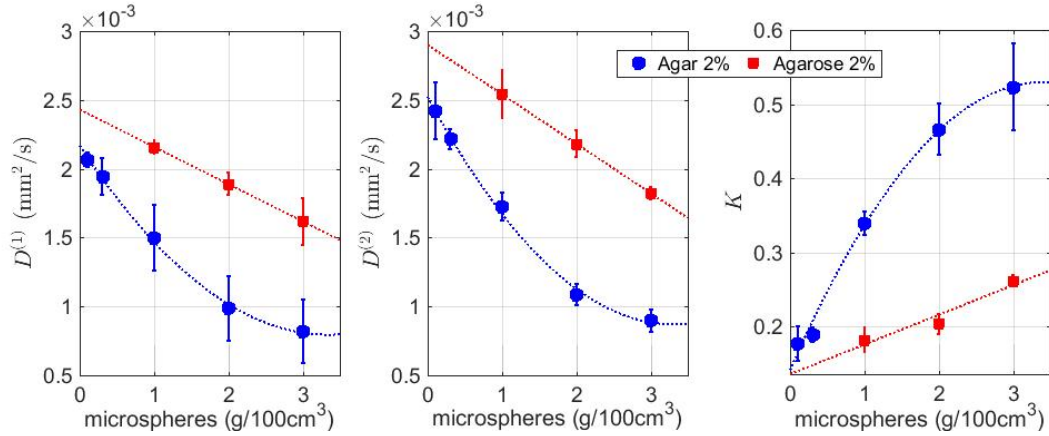 ×10⁻³
3
2.5
2
1.5
1
0.5
D⁽¹⁾ (mm²/s)
0 1 2 3
microspheres (g/100cm³)
×10⁻³
3
2.5
2
1.5
1
0.5
D⁽²⁾ (mm²/s)
0 1 2 3
microspheres (g/100cm³)
Agar 2% Agarose 2%
0.6
0.5
0.4
0.3
0.2
K
0 1 2 3
microspheres (g/100cm³)